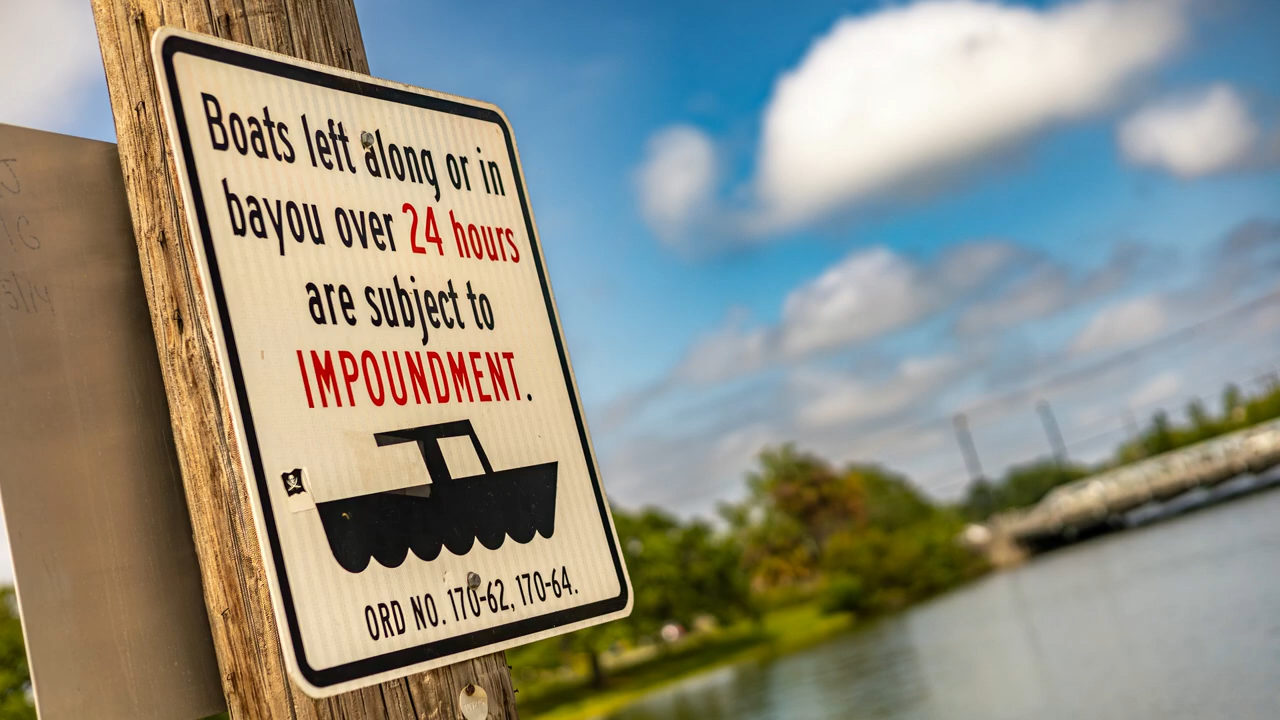 Boats left along or in
bayou over 24 hours
are subject to
IMPOUNDMENT.
ORD NO. 170-62, 170-64.